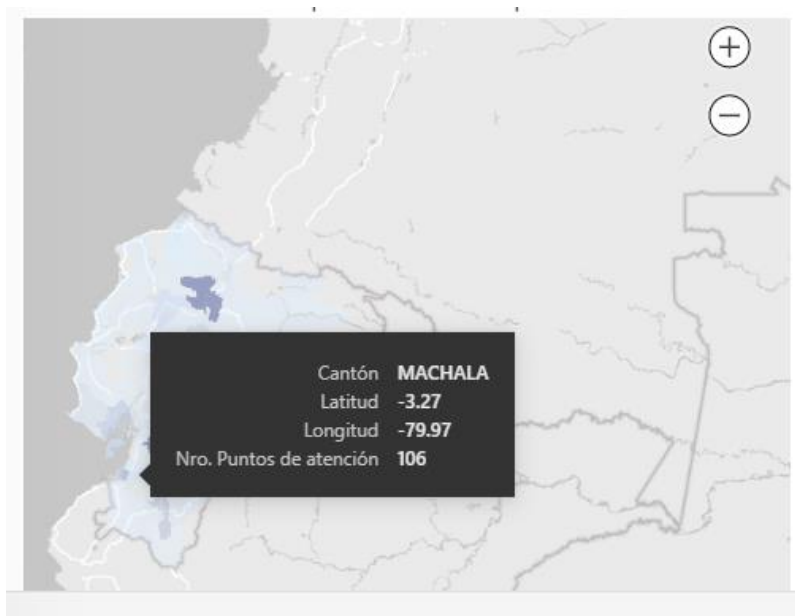 Cantón MACHALA
Latitud -3.27
Longitud -79.97
Nro. Puntos de atención 106